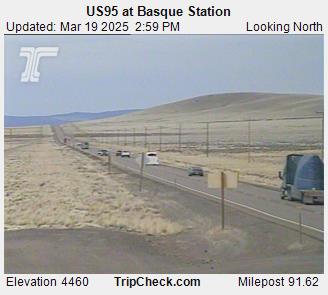 US95 at Basque Station
Updated: Mar 19 2025 2:59 PM Looking North
Elevation 4460 TripCheck.com Milepost 91.62